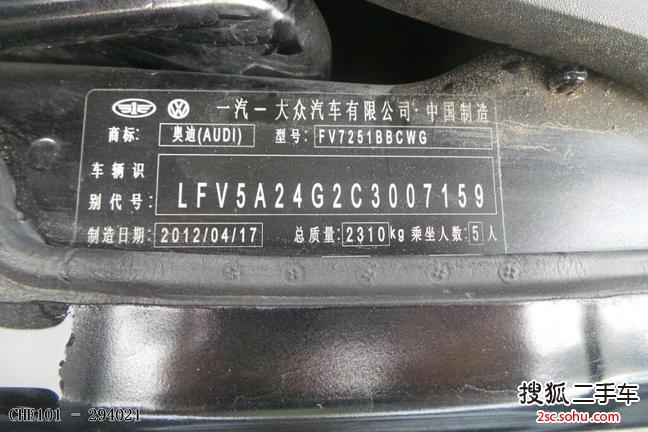 一汽一大众汽车有限公司·中国制造
商标: 奥迪(AUDI) 型号: FV7251BBCWG
车辆识
别代号: LFV5A24G2C3007159
制造日期: 2012/04/17 总质量: 2310kg 乘坐人数: 5人
CHE101 - 294021
搜狐二手车
2sc.sohu.com